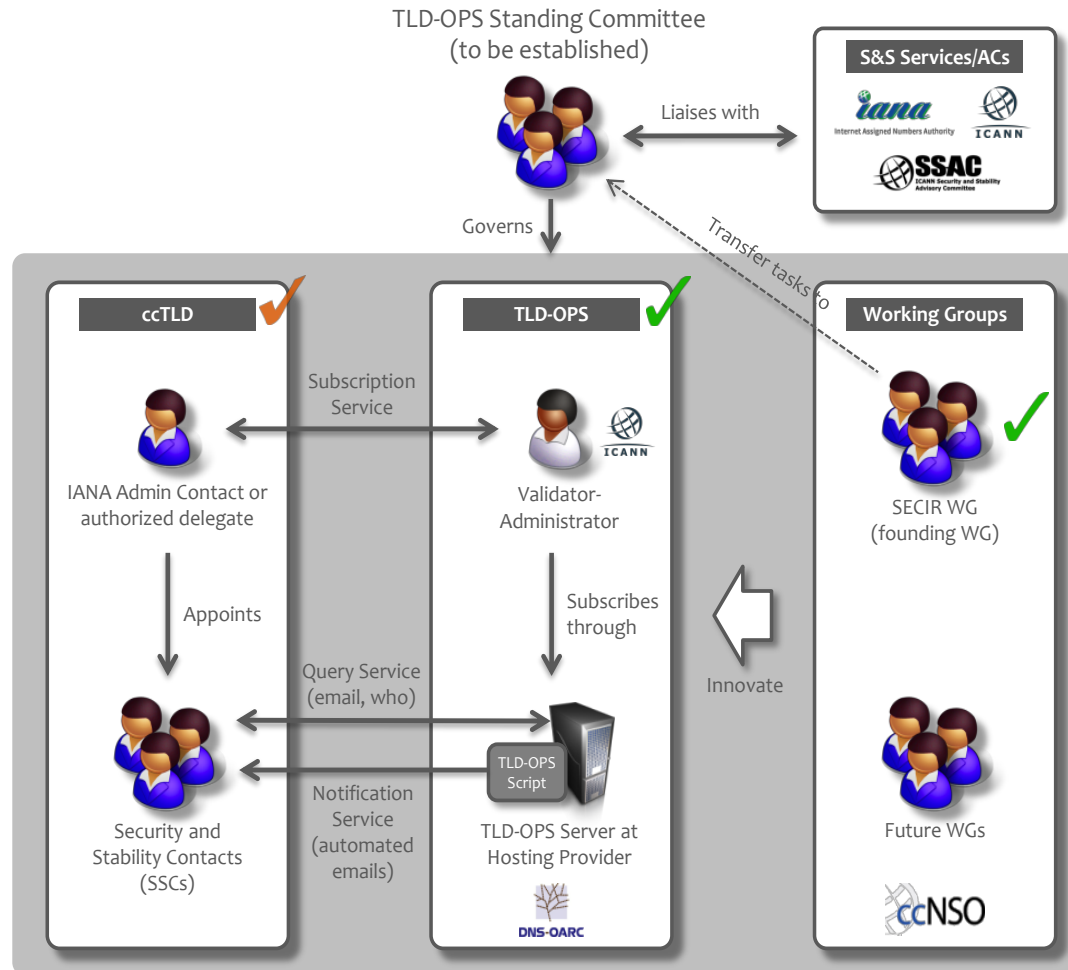 TLD-OPS Standing Committee
(to be established)
S&S Services/ACs
iana
Internet Assigned Numbers Authority
ICANN
SSAC
ICANN Security and Stability
Advisory Committee
Liaises with
Governs
Transfer tasks to
ccTLD
TLD-OPS
Working Groups
Subscription
Service
ICANN
IANA Admin Contact or
authorized delegate
Validator-
Administrator
SECIR WG
(founding WG)
Appoints
Subscribes
through
Innovate
Query Service
(email, who)
TLD-OPS
Script
Notification
Service
(automated
emails)
Security and
Stability Contacts
(SSCs)
TLD-OPS Server at
Hosting Provider
DNS-OARC
Future WGs
ccNSO